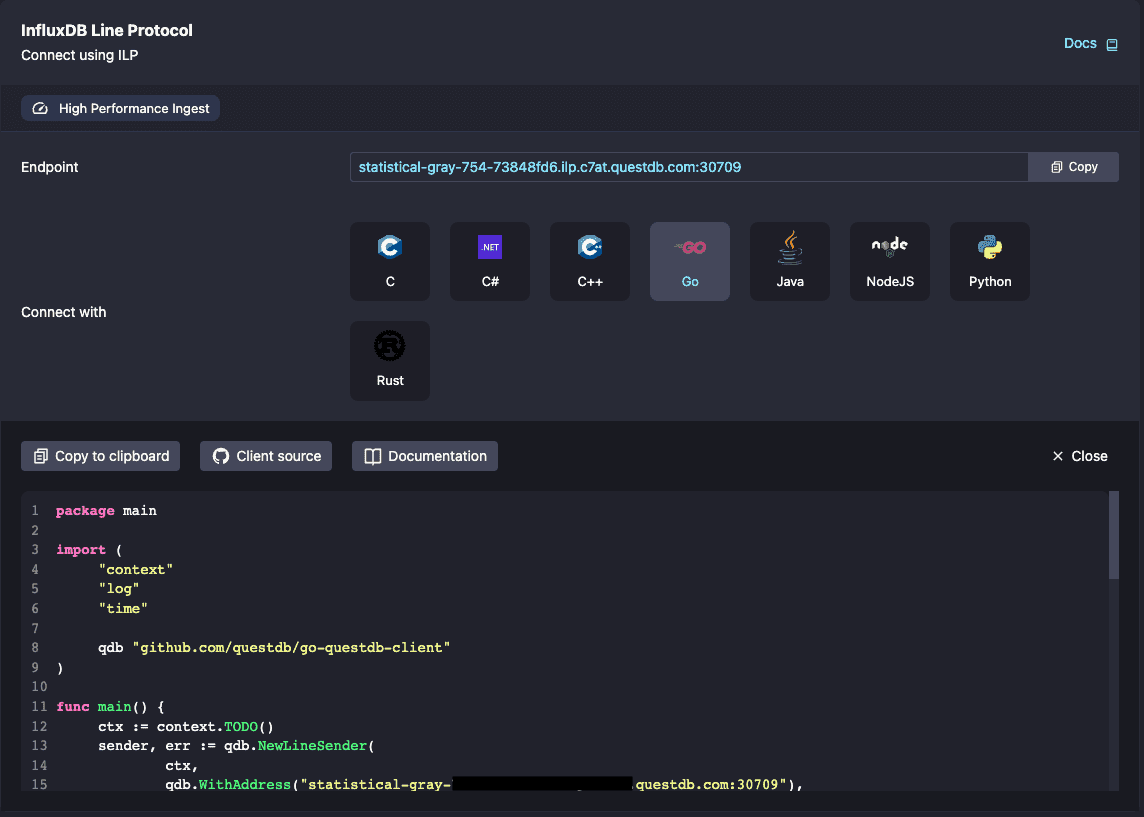 InfluxDB Line Protocol
Connect using ILP
Docs
High Performance Ingest
Endpoint
statistical-gray-754-73848fd6.ilp.c7at.questdb.com:30709
Copy
Connect with
C
.NET
C#
C++
GO
Go
Java
node
NodeJS
Python
R
Rust
Copy to clipboard
Client source
Documentation
Close
1 package main
2
3 import (
4 "context"
5 "log"
6 "time"
7
8 qdb "github.com/questdb/go-questdb-client"
9 )
10
11 func main() {
12 ctx := context.TODO()
13 sender, err := qdb.NewLineSender(
14 ctx,
15 qdb.WithAddress("statistical-gray- .questdb.com:30709"),